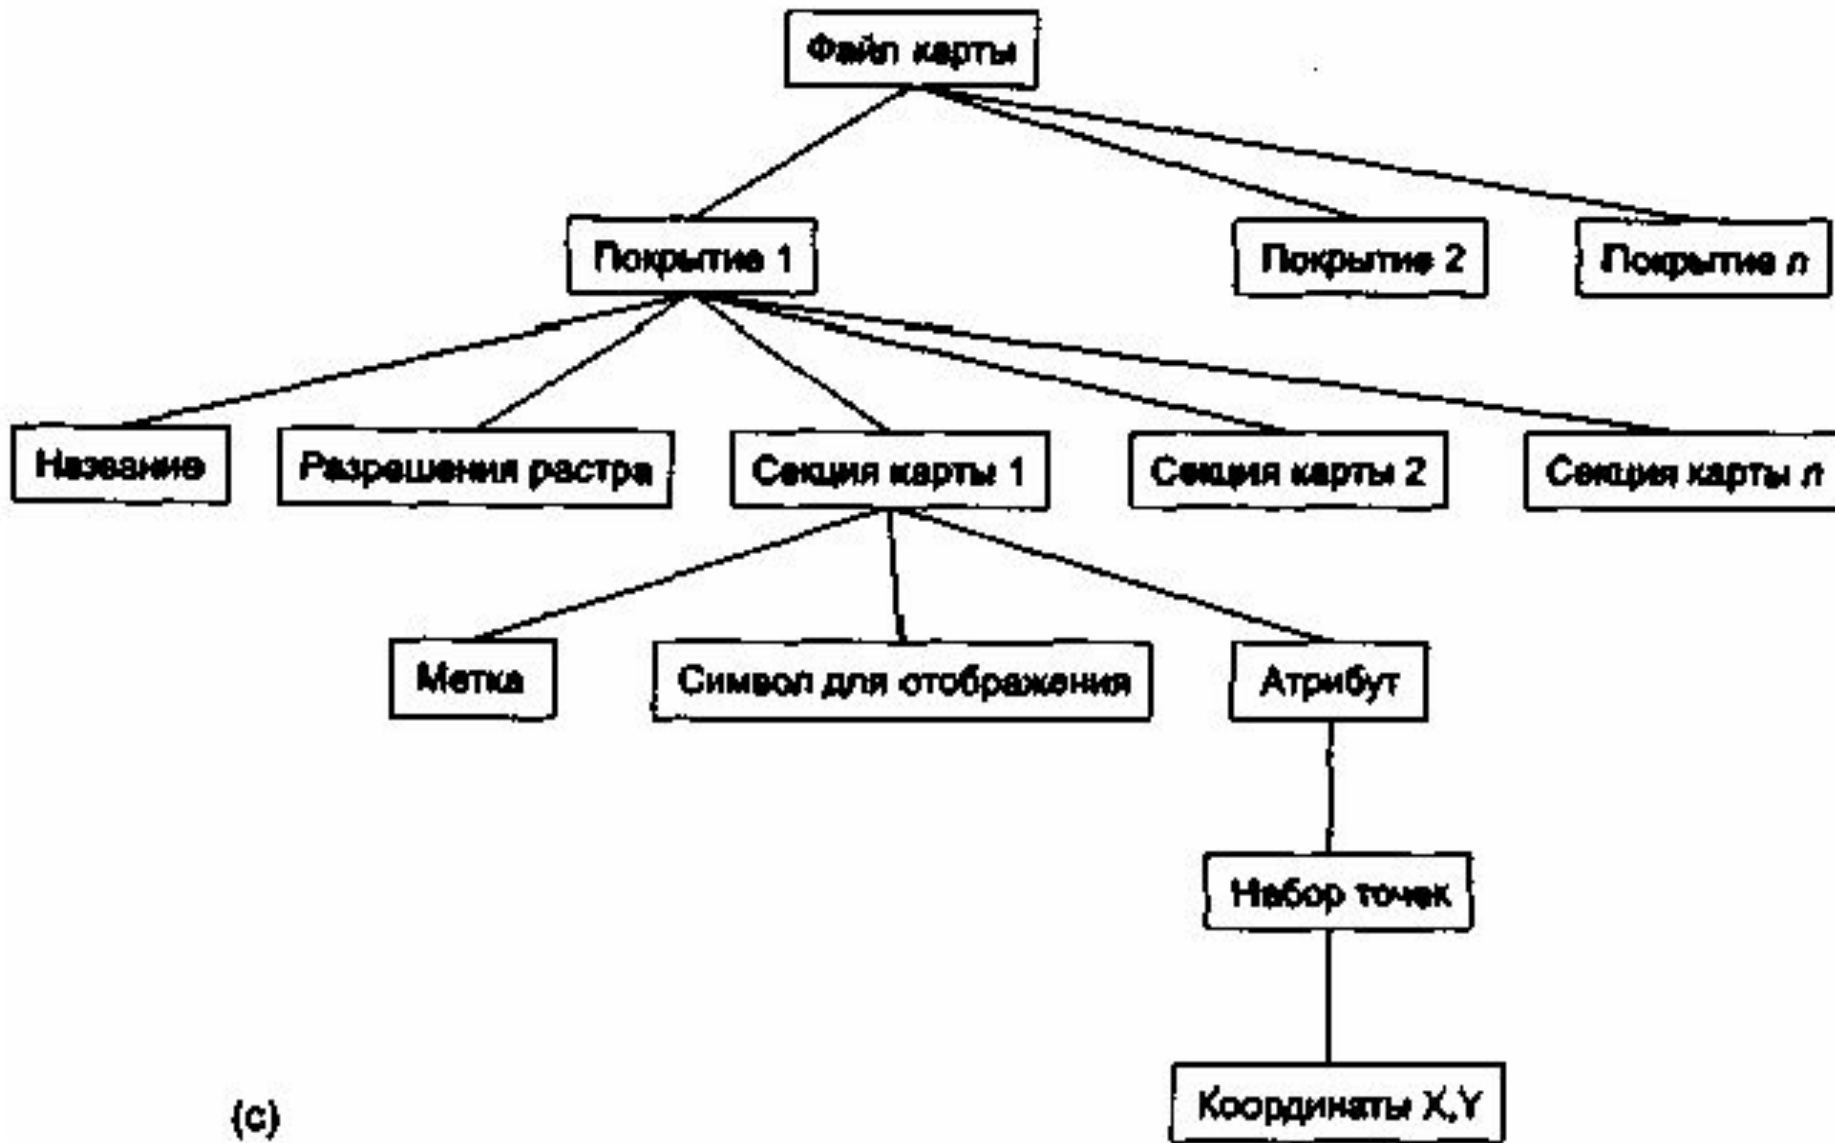 Файл карты
Покрытие 1
Покрытие 2
Покрытие n
Название
Разрешения растра
Секция карты 1
Секция карты 2
Секция карты n
Метка
Символ для отображения
Атрибут
Набор точек
Координаты X,Y
(c)